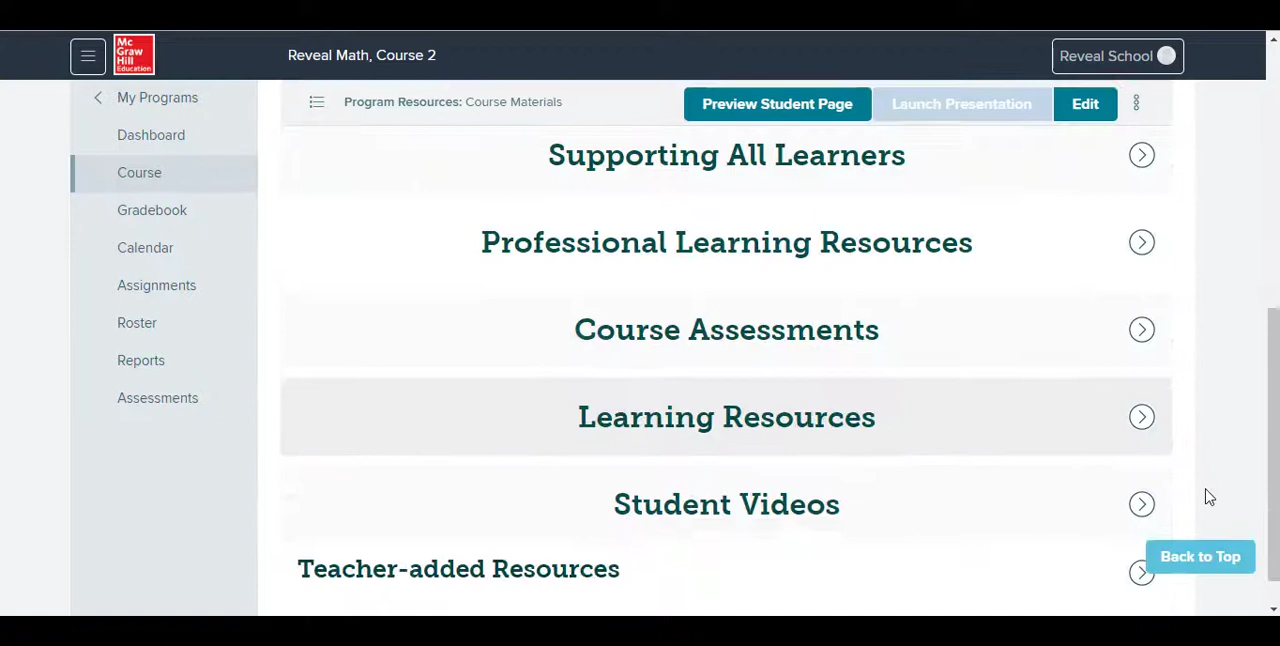 Mc
Graw
Hill
Education
Reveal Math, Course 2
Reveal School
My Programs
Dashboard
Course
Gradebook
Calendar
Assignments
Roster
Reports
Assessments
Program Resources: Course Materials
Preview Student Page
Launch Presentation
Edit
Supporting All Learners
Professional Learning Resources
Course Assessments
Learning Resources
Student Videos
Teacher-added Resources
Back to Top